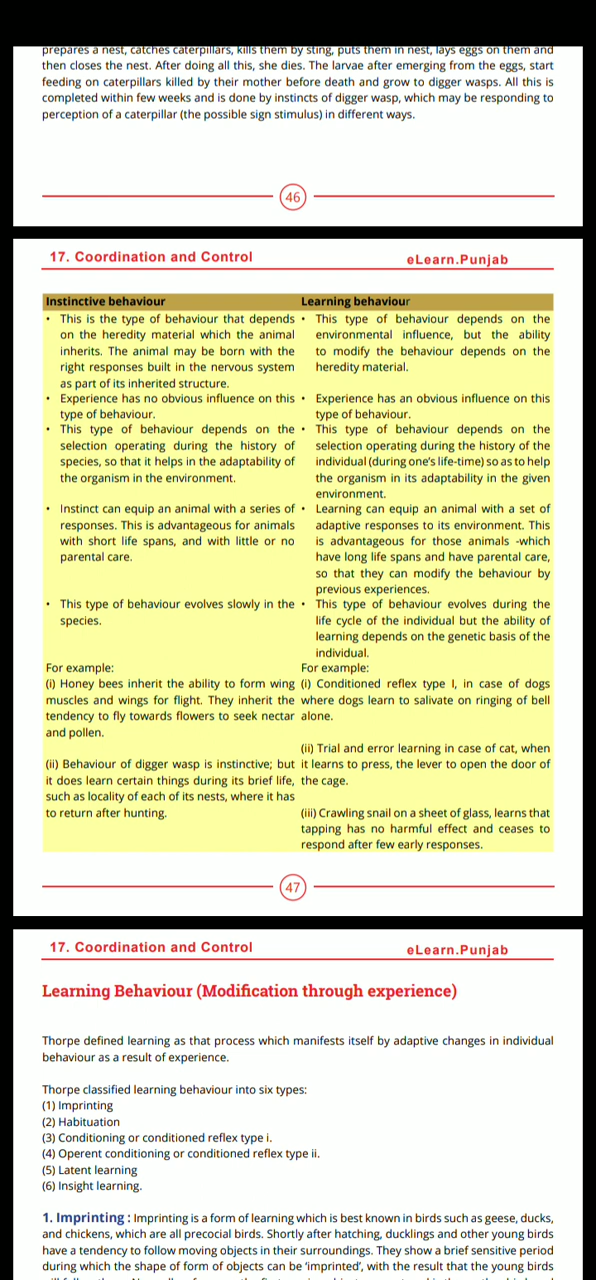 prepares a nest, catches caterpillars, kills them by sting, puts them in nest, lays eggs on them and
then closes the nest. After doing all this, she dies. The larvae after emerging from the eggs, start
feeding on caterpillars killed by their mother before death and grow to digger wasps. All this is
completed within few weeks and is done by instincts of digger wasp, which may be responding to
perception of a caterpillar (the possible sign stimulus) in different ways.
46
17. Coordination and Control
eLearn.Punjab
Instinctive behaviour
• This is the type of behaviour that depends
on the heredity material which the animal
inherits. The animal may be born with the
right responses built in the nervous system
as part of its inherited structure.
• Experience has no obvious influence on this
type of behaviour.
• This type of behaviour depends on the
selection operating during the history of
species, so that it helps in the adaptability of
the organism in the environment.
• Instinct can equip an animal with a series of
responses. This is advantageous for animals
with short life spans, and with little or no
parental care.
• This type of behaviour evolves slowly in the
species.
For example:
(i) Honey bees inherit the ability to form wing
muscles and wings for flight. They inherit the
tendency to fly towards flowers to seek nectar
and pollen.
(ii) Behaviour of digger wasp is instinctive; but
it does learn certain things during its brief life,
such as locality of each of its nests, where it has
to return after hunting.
Learning behaviour
• This type of behaviour depends on the
environmental influence, but the ability
to modify the behaviour depends on the
heredity material.
• Experience has an obvious influence on this
type of behaviour.
• This type of behaviour depends on the
selection operating during the history of the
individual (during one's life-time) so as to help
the organism in its adaptability in the given
environment.
• Learning can equip an animal with a set of
adaptive responses to its environment. This
is advantageous for those animals -which
have long life spans and have parental care,
so that they can modify the behaviour by
previous experiences.
• This type of behaviour evolves during the
life cycle of the individual but the ability of
learning depends on the genetic basis of the
individual.
For example:
(i) Conditioned reflex type I, in case of dogs
where dogs learn to salivate on ringing of bell
alone.
(ii) Trial and error learning in case of cat, when
it learns to press, the lever to open the door of
the cage.
(iii) Crawling snail on a sheet of glass, learns that
tapping has no harmful effect and ceases to
respond after few early responses.
47
17. Coordination and Control
eLearn.Punjab
Learning Behaviour (Modification through experience)
Thorpe defined learning as that process which manifests itself by adaptive changes in individual
behaviour as a result of experience.
Thorpe classified learning behaviour into six types:
(1) Imprinting
(2) Habituation
(3) Conditioning or conditioned reflex type i.
(4) Operent conditioning or conditioned reflex type ii.
(5) Latent learning
(6) Insight learning.
1. Imprinting : Imprinting is a form of learning which is best known in birds such as geese, ducks,
and chickens, which are all precocial birds. Shortly after hatching, ducklings and other young birds
have a tendency to follow moving objects in their surroundings. They show a brief sensitive period
during which the shape of form of objects can be 'imprinted', with the result that the young birds